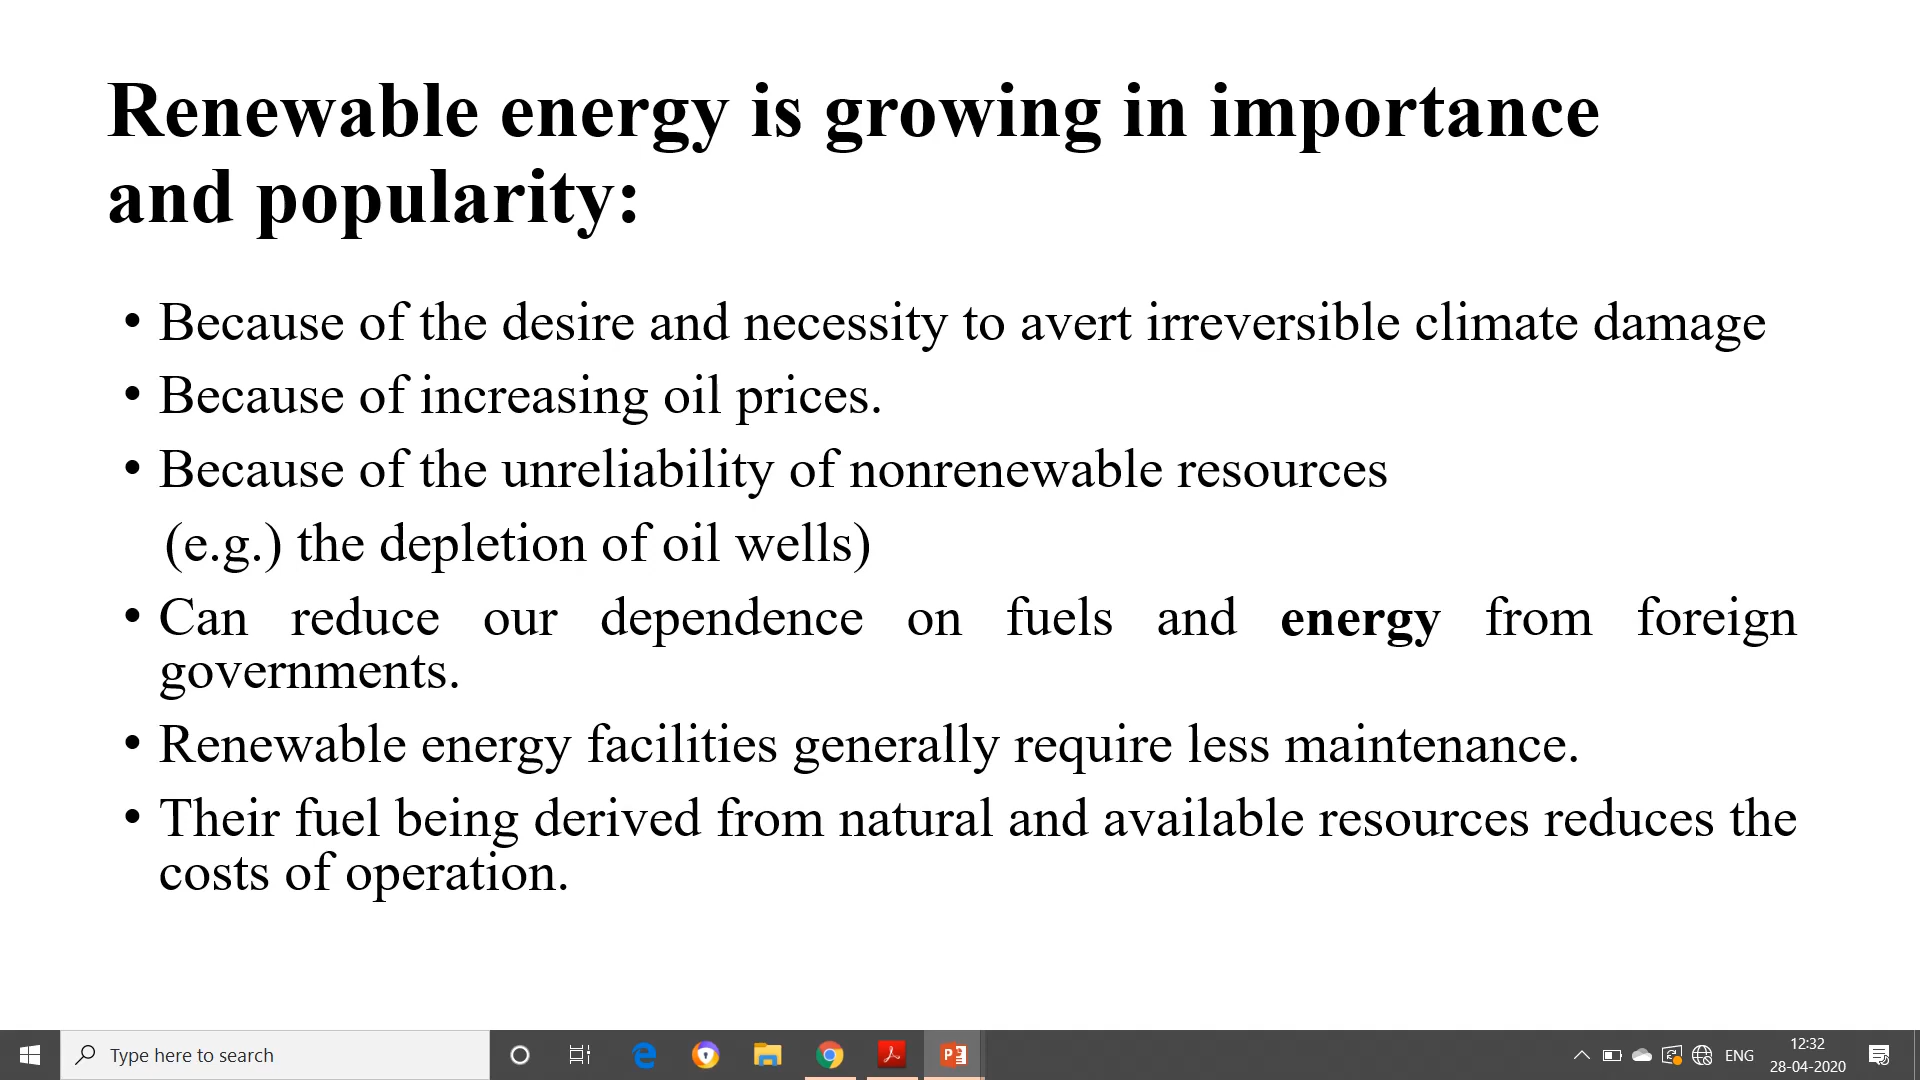 Renewable energy is growing in importance
and popularity:
• Because of the desire and necessity to avert irreversible climate damage
• Because of increasing oil prices.
• Because of the unreliability of nonrenewable resources
(e.g.) the depletion of oil wells)
• Can reduce our dependence on fuels and energy from foreign
governments.
• Renewable energy facilities generally require less maintenance.
• Their fuel being derived from natural and available resources reduces the
costs of operation.
Type here to search
ENG
12:32
28-04-2020